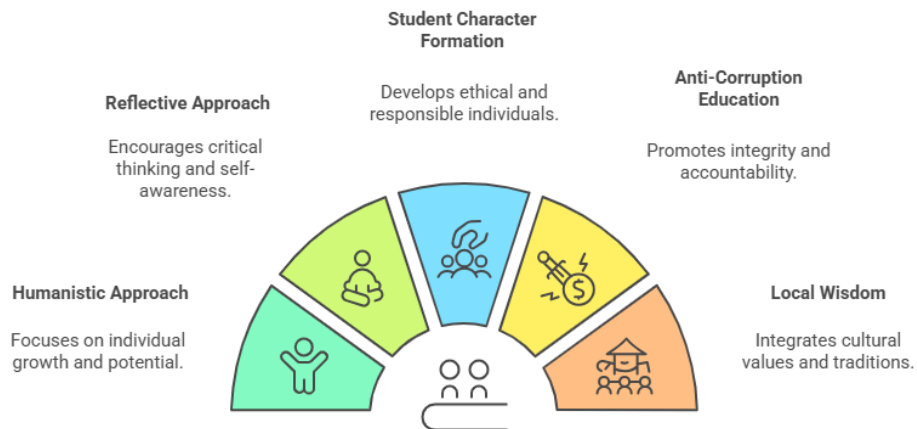 Humanistic Approach
Focuses on individual
growth and potential.
Reflective Approach
Encourages critical
thinking and self-
awareness.
Student Character
Formation
Develops ethical and
responsible individuals.
Anti-Corruption
Education
Promotes integrity and
accountability.
Local Wisdom
Integrates cultural
values and traditions.
$